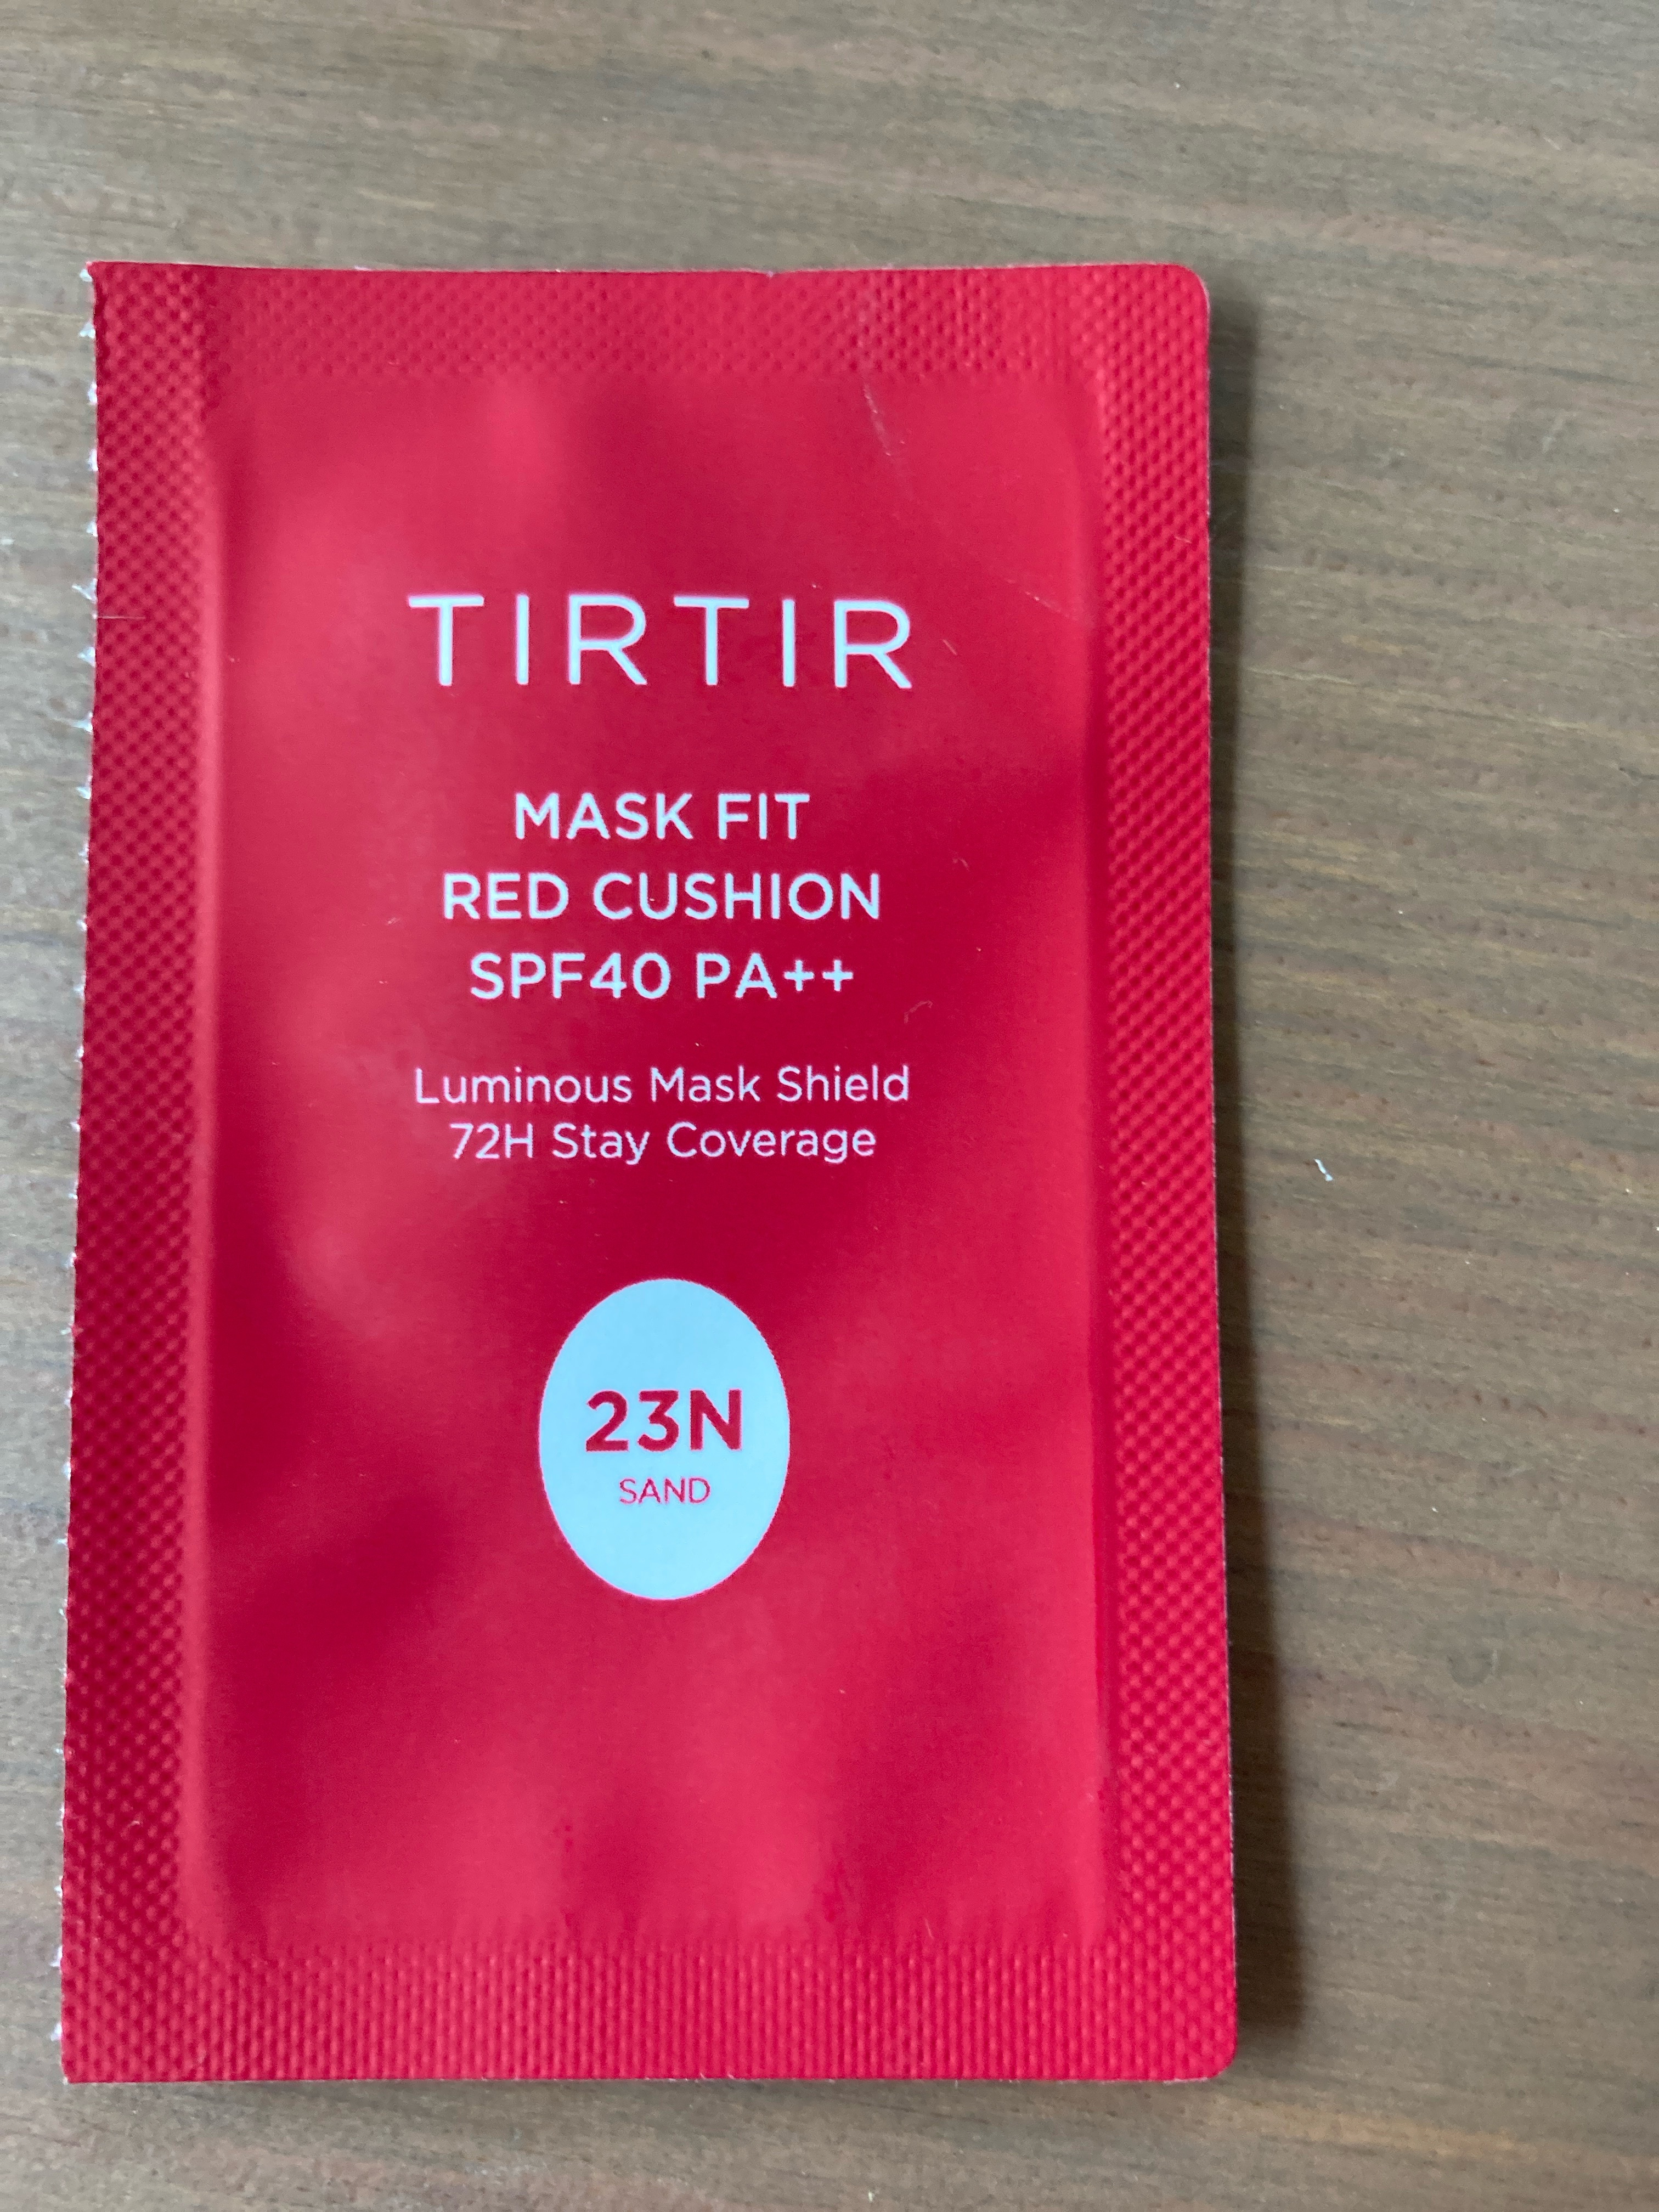 TIRTIR
MASK FIT
RED CUSHION
SPF40 PA++
Luminous Mask Shield
72H Stay Coverage
23N
SAND